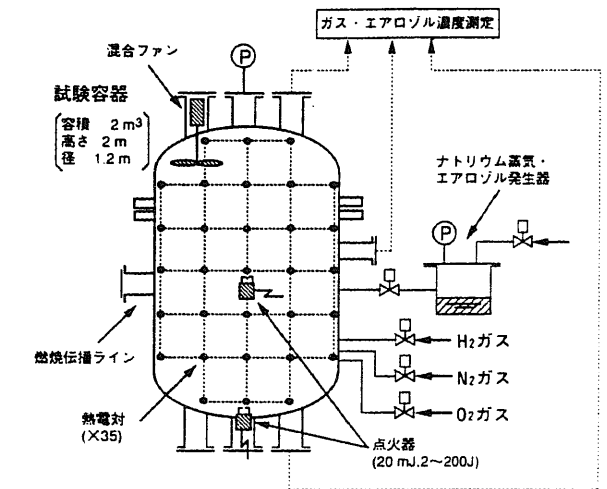 ガス・エアロゾル濃度測定
混合ファン
P
試験容器
容積 2 m³
高さ 2 m
径 1.2 m
ナトリウム蒸気・
エアロゾル発生器
P
燃焼伝播ライン
H₂ガス
N₂ガス
O₂ガス
熱電対
(×35)
点火器
(20 mJ.2〜200J)